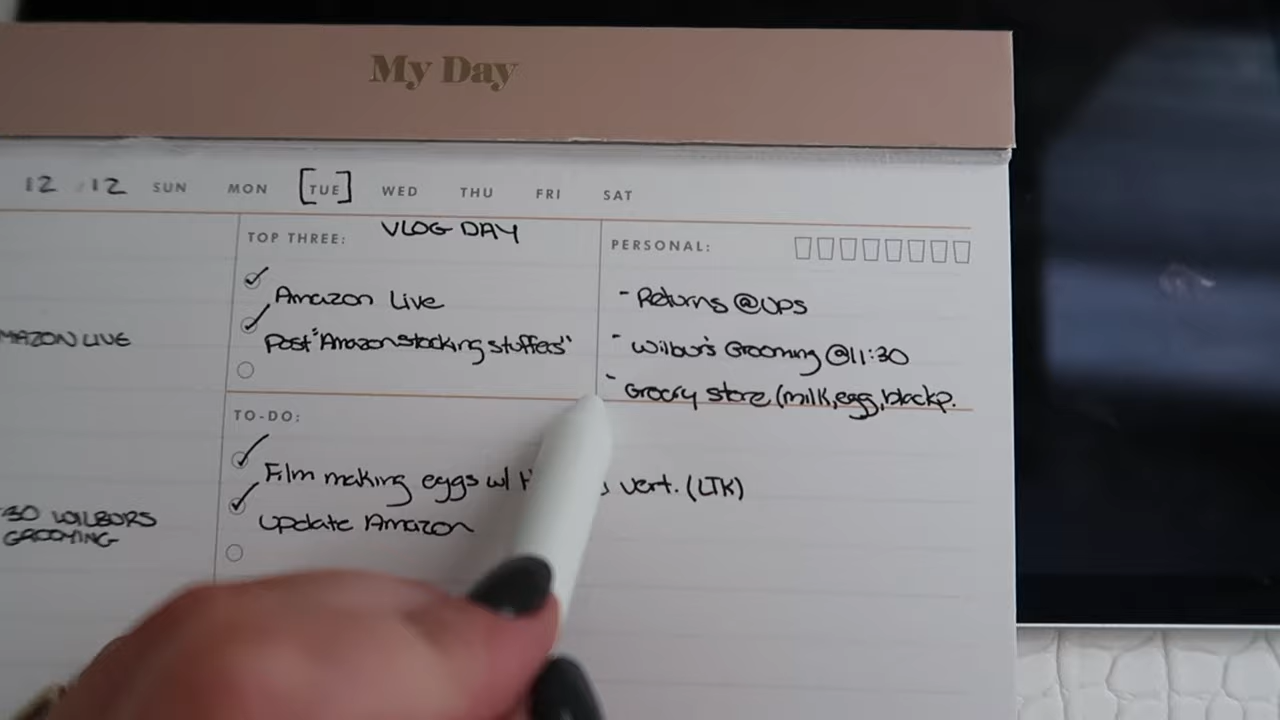 My Day
12 12 SUN MON [TUE] WED THU FRI SAT
TOP THREE: VLOG DAY
Amazon Live
Post "Amazon stocking stuffers"
PERSONAL:
- Returns @UPS
- Wilbur's Grooming @11:30
- Grocery store (milk, egg, blackp.
TO-DO:
Film making eggs w/ vert. (LTK)
Update Amazon
MAZON LIVE
30 WILBURS
GROOMING